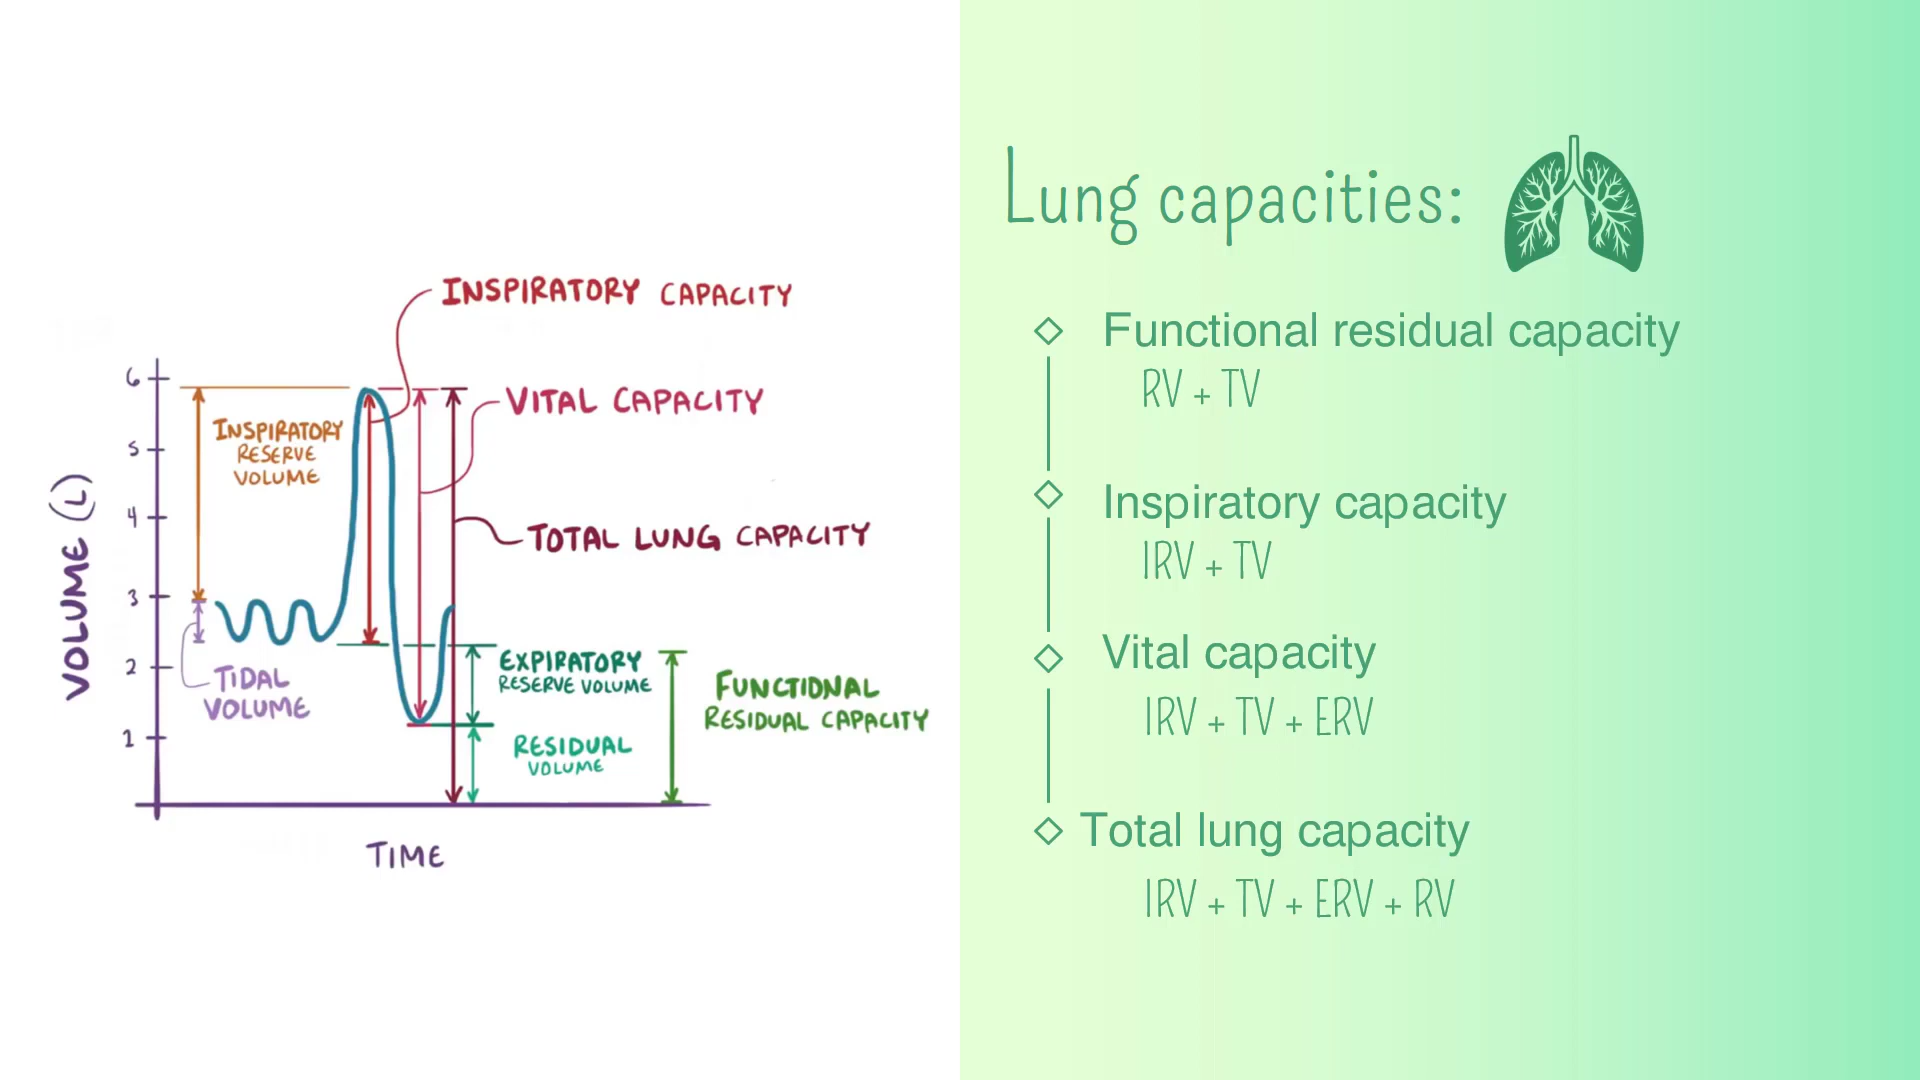 INSPIRATORY CAPACITY
VITAL CAPACITY
TOTAL LUNG CAPACITY
VOLUME (L)
6
5
4
3
2
1
INSPIRATORY
RESERVE
VOLUME
TIDAL
VOLUME
EXPIRATORY
RESERVE VOLUME
RESIDUAL
VOLUME
FUNCTIONAL
RESIDUAL CAPACITY
TIME
Lung capacities:
Functional residual capacity
RV + TV
Inspiratory capacity
IRV + TV
Vital capacity
IRV + TV + ERV
Total lung capacity
IRV + TV + ERV + RV